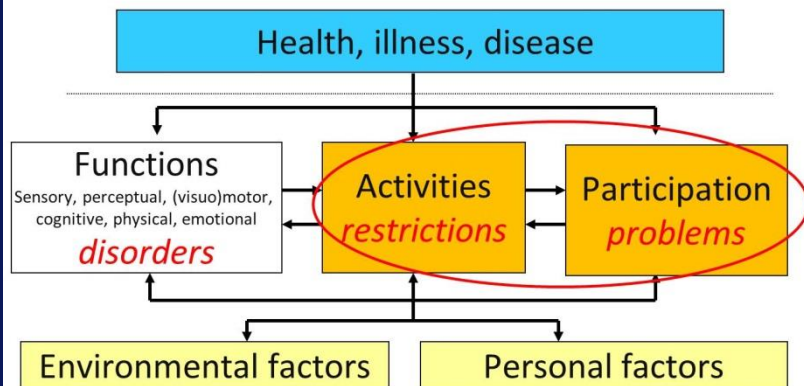 Health, illness, disease
Functions
Sensory, perceptual, (visuo)motor,
cognitive, physical, emotional
disorders
Activities
restrictions
Participation
problems
Environmental factors
Personal factors